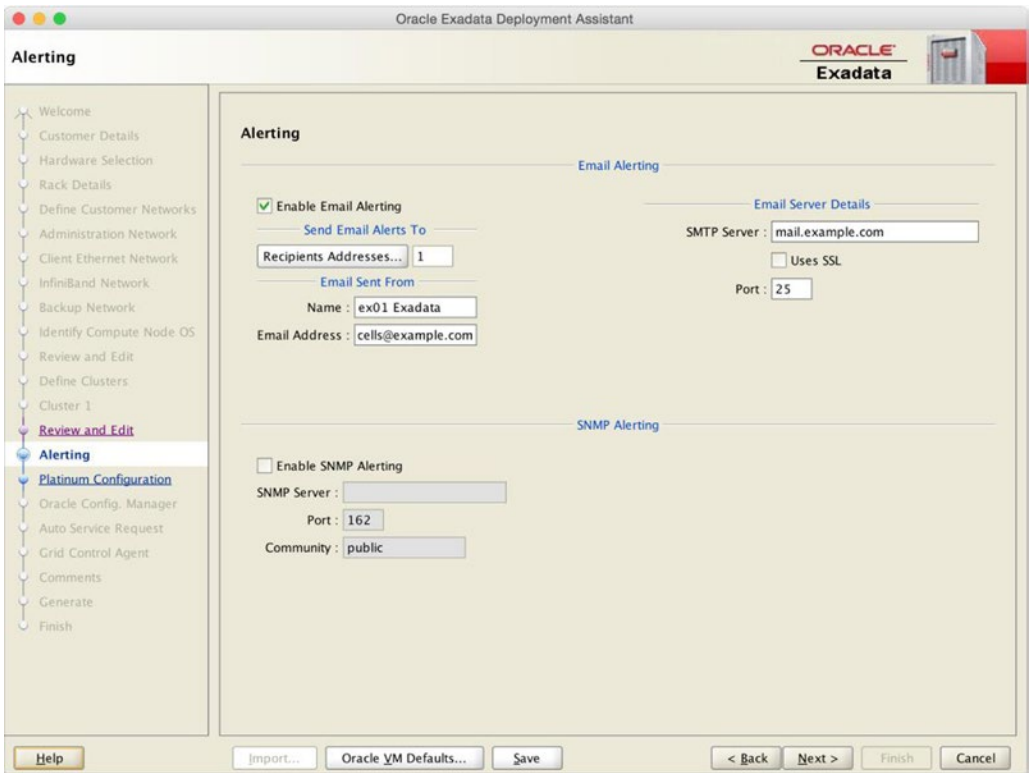 Oracle Exadata Deployment Assistant
Alerting
ORACLE
Exadata
Welcome
Customer Details
Hardware Selection
Rack Details
Define Customer Networks
Administration Network
Client Ethernet Network
InfiniBand Network
Backup Network
Identify Compute Node OS
Review and Edit
Define Clusters
Cluster 1
Review and Edit
Alerting
Platinum Configuration
Oracle Config. Manager
Auto Service Request
Grid Control Agent
Comments
Generate
Finish
Alerting
Email Alerting
Enable Email Alerting
Send Email Alerts To
Recipients Addresses... 1
Email Sent From
Name : ex01 Exadata
Email Address : cells@example.com
Email Server Details
SMTP Server : mail.example.com
Uses SSL
Port : 25
SNMP Alerting
Enable SNMP Alerting
SNMP Server :
Port : 162
Community : public
Help Import... Oracle VM Defaults... Save < Back Next > Finish Cancel